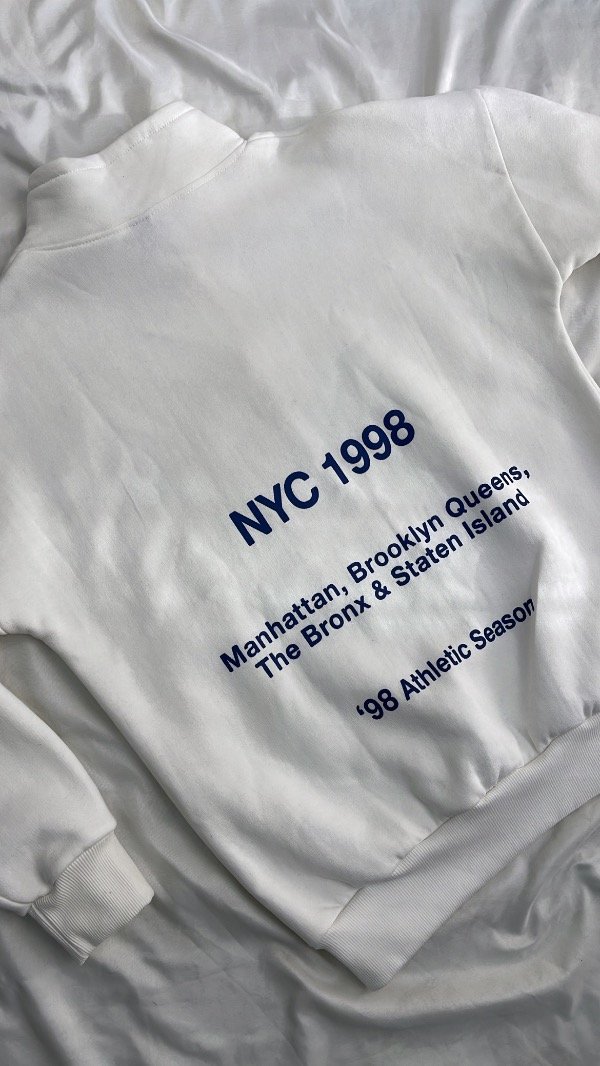 NYC 1998
Manhattan, Brooklyn Queens,
The Bronx & Staten Island
‘98 Athletic Season